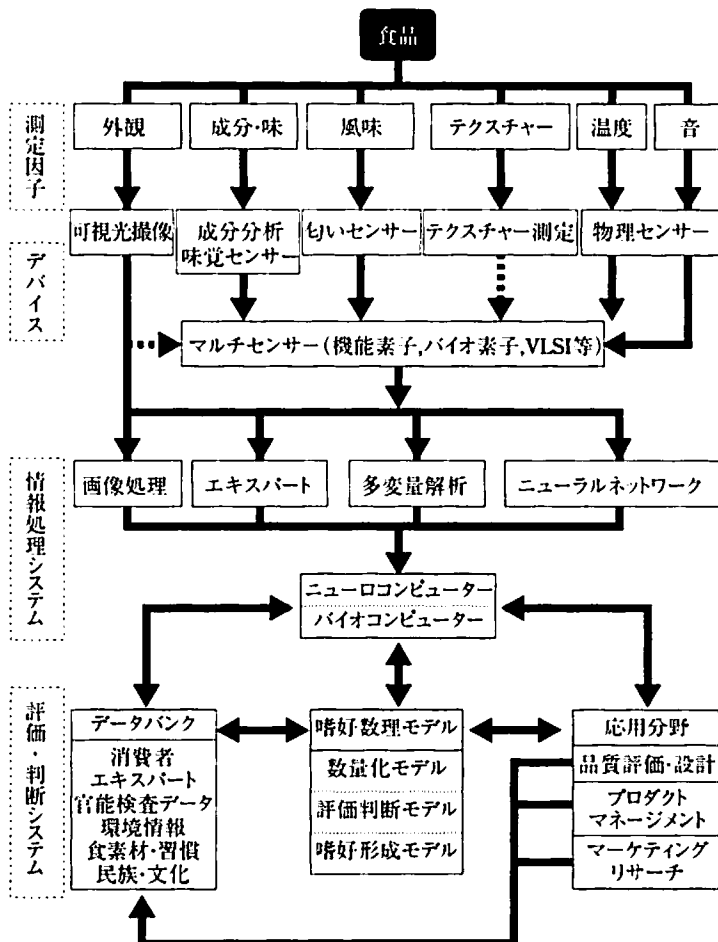 食品
測定因子
外観
成分・味
風味
テクスチャー
温度
音
デバイス
可視光撮像
成分分析
味覚センサー
匂いセンサー
テクスチャー測定
物理センサー
マルチセンサー(機能素子,バイオ素子,VLSI等)
情報処理システム
画像処理
エキスパート
多変量解析
ニューラルネットワーク
ニューロコンピューター
バイオコンピューター
評価・判断システム
データバンク
消費者
エキスパート
官能検査データ
環境情報
食素材・習慣
民族・文化
嗜好数理モデル
数量化モデル
評価判断モデル
嗜好形成モデル
応用分野
品質評価・設計
プロダクト
マネージメント
マーケティング
リサーチ